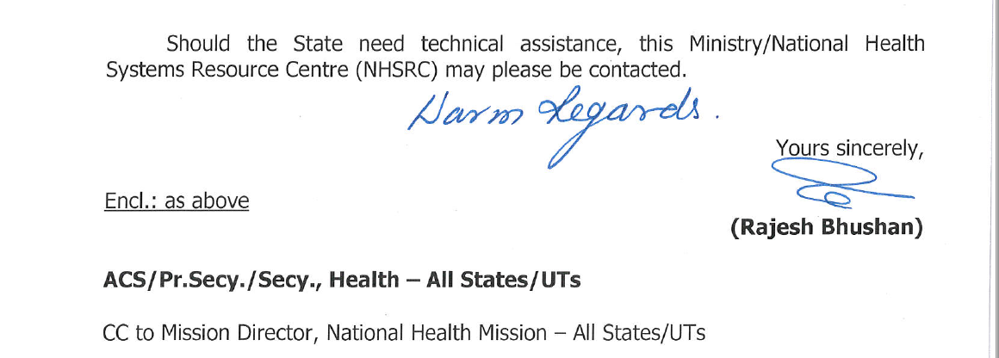 Should the State need technical assistance, this Ministry/National Health
Systems Resource Centre (NHSRC) may please be contacted.
Warm Regards.
Yours sincerely,
Encl.: as above
(Rajesh Bhushan)
ACS/Pr.Secy./Secy., Health – All States/UTs
CC to Mission Director, National Health Mission – All States/UTs